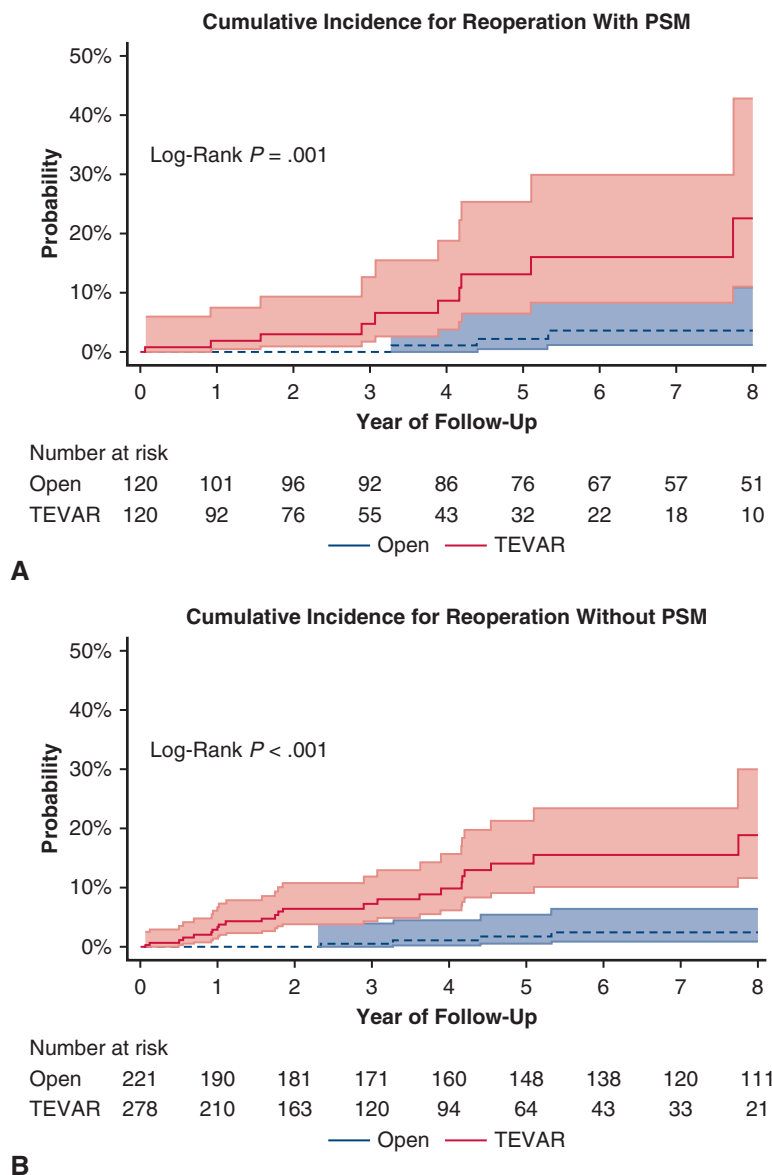 Cumulative Incidence for Reoperation With PSM
50%
40%
30%
20%
10%
0%
Probability
Log-Rank P = .001
0 1 2 3 4 5 6 7 8
Year of Follow-Up
Number at risk
Open 120 101 96 92 86 76 67 57 51
TEVAR 120 92 76 55 43 32 22 18 10
Open TEVAR
A
Cumulative Incidence for Reoperation Without PSM
50%
40%
30%
20%
10%
0%
Probability
Log-Rank P < .001
0 1 2 3 4 5 6 7 8
Year of Follow-Up
Number at risk
Open 221 190 181 171 160 148 138 120 111
TEVAR 278 210 163 120 94 64 43 33 21
Open TEVAR
B